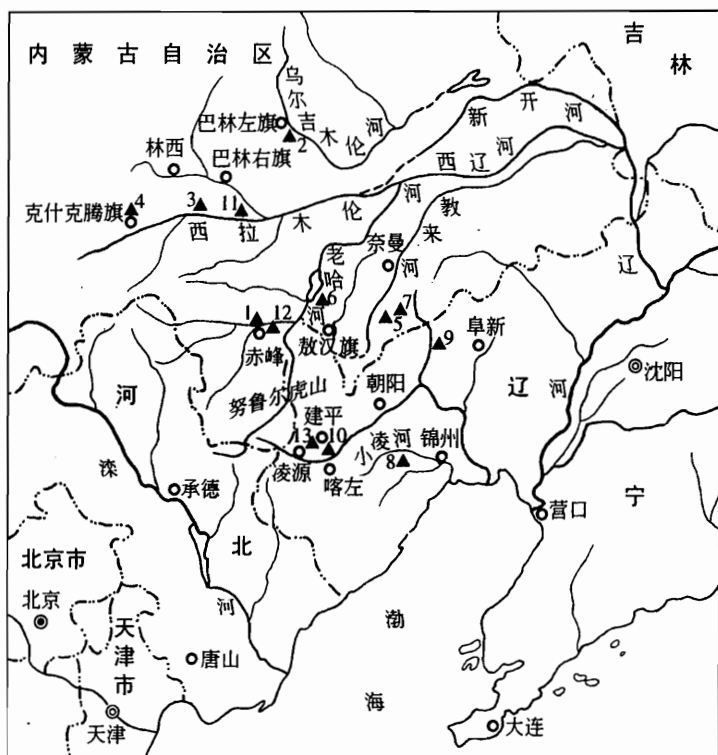 内蒙古自治区
吉林
乌尔吉木伦河
巴林左旗
2
新开河
林西
巴林右旗
西辽河
克什克腾旗
4
3
11
西拉木伦河
教来河
奈曼
老哈河
辽
6
7
5
1
12
赤峰
敖汉旗
9
阜新
沈阳
努鲁尔虎山
朝阳
河
辽
辽河
建平
13
10
凌源
喀左
小凌河
8
锦州
滦河
承德
宁
营口
北
北京市
北京
天津市
天津
唐山
渤海
大连